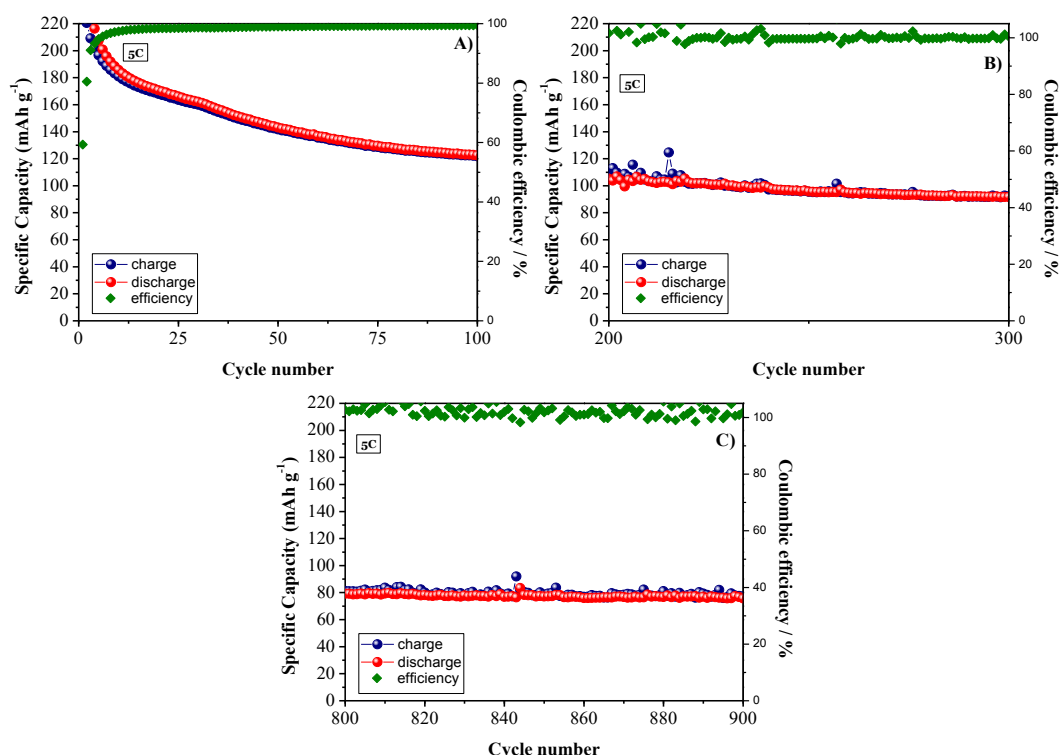 A)
5C
Specific Capacity (mAh g-1)
220
200
180
160
140
120
100
80
60
40
20
0
charge
discharge
efficiency
0 25 50 75 100
Cycle number
100
80
60
40
20
0
Coulombic efficiency / %
B)
5C
Specific Capacity (mAh g-1)
220
200
180
160
140
120
100
80
60
40
20
0
charge
discharge
efficiency
200 300
Cycle number
100
80
60
40
20
0
Coulombic efficiency / %
C)
5C
Specific Capacity (mAh g-1)
220
200
180
160
140
120
100
80
60
40
20
0
charge
discharge
efficiency
800 820 840 860 880 900
Cycle number
100
80
60
40
20
0
Coulombic efficiency / %